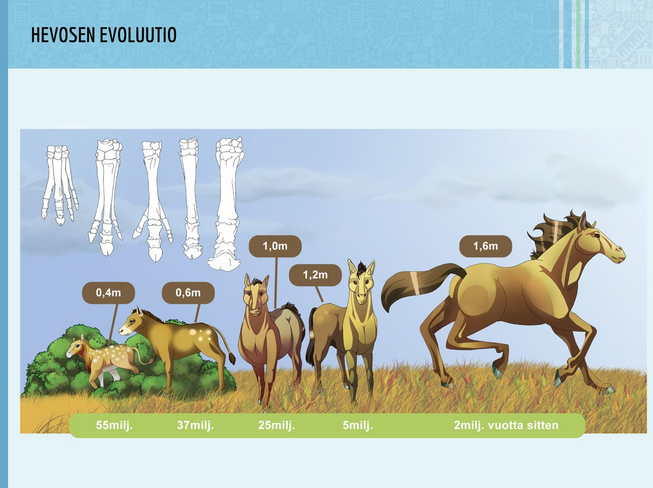 HEVOSEN EVOLUUTIO
1,0m
1,6m
1,2m
0,4m
0,6m
55milj.
37milj.
25milj.
5milj.
2milj. vuotta sitten